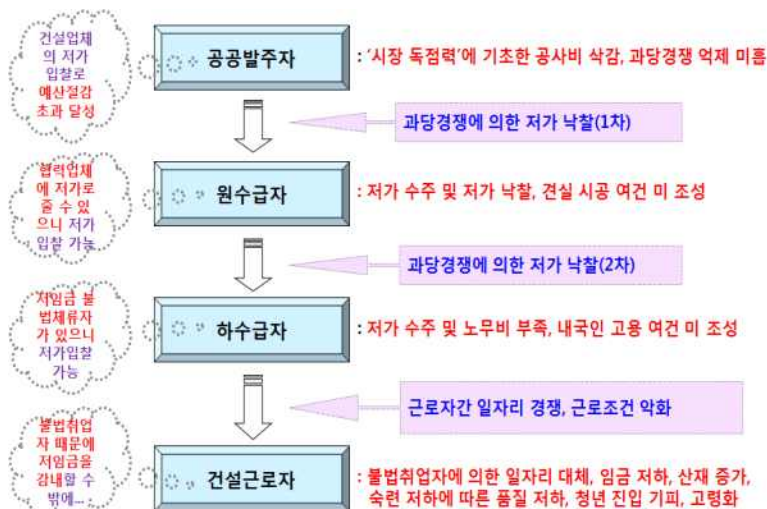 건설업체
의 저가
입찰로
예산절감
초과 달성
공공발주자
: '시장 독점력'에 기초한 공사비 삭감, 과당경쟁 억제 미흡
과당경쟁에 의한 저가 낙찰(1차)
협력업체
에 저가로
줄 수 있
으니 저가
입찰 가능
원수급자
: 저가 수주 및 저가 낙찰, 견실 시공 여건 미 조성
과당경쟁에 의한 저가 낙찰(2차)
저임금 불
법체류자
가 있으니
저가입찰
가능
하수급자
: 저가 수주 및 노무비 부족, 내국인 고용 여건 미 조성
근로자간 일자리 경쟁, 근로조건 악화
불법취업
자 때문에
저임금을
감내할 수
밖에...
건설근로자
: 불법취업자에 의한 일자리 대체, 임금 저하, 산재 증가,
숙련 저하에 따른 품질 저하, 청년 진입 기피, 고령화